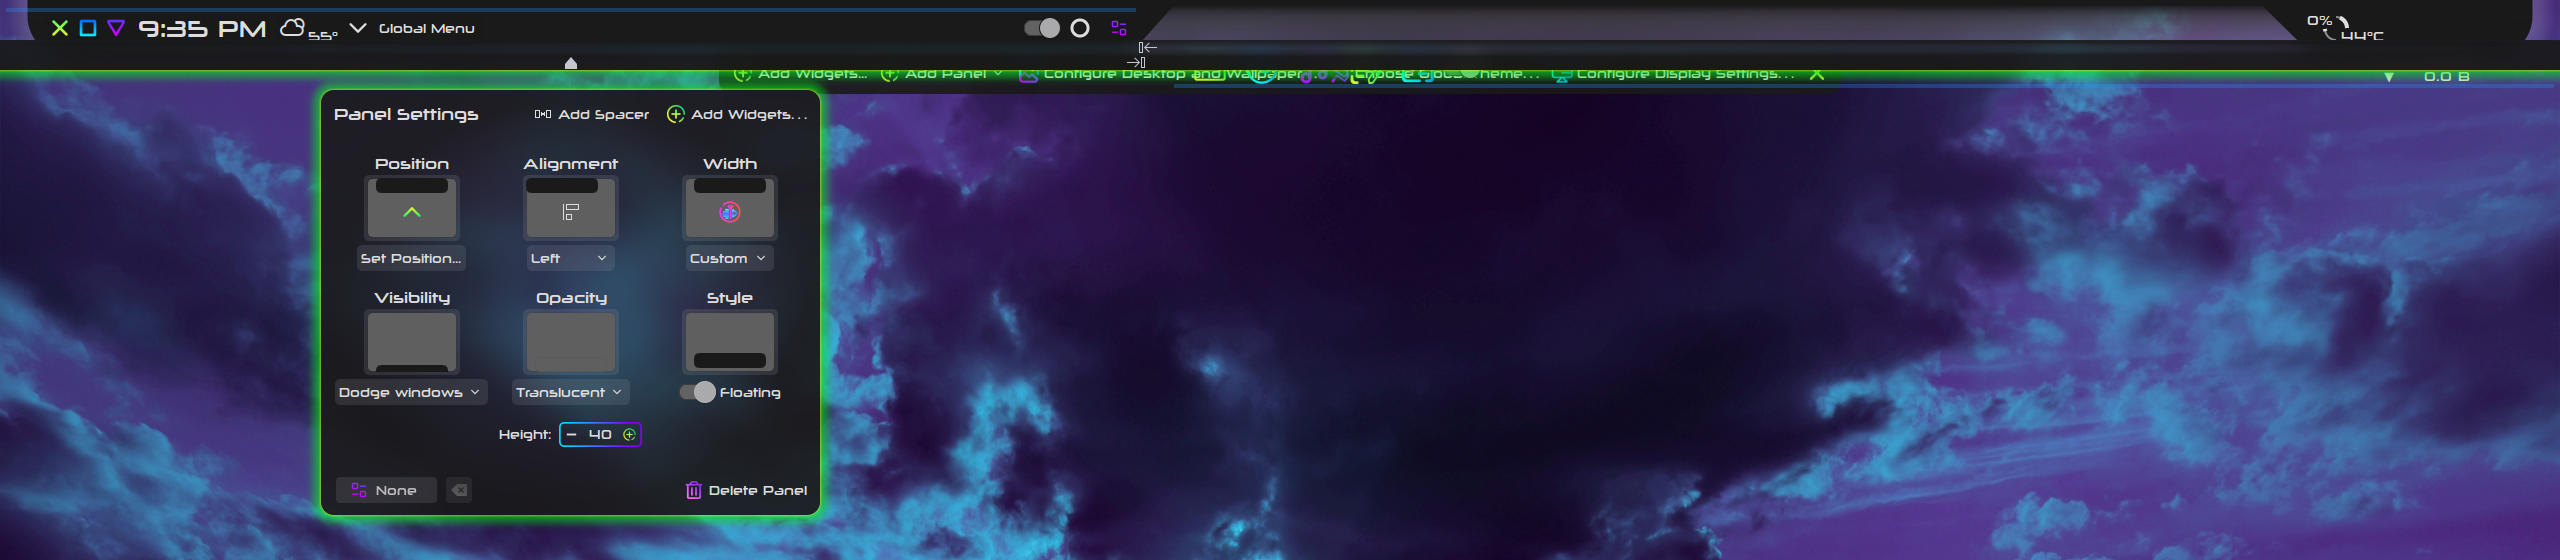 9:35 PM 55° Global Menu 0% 44°C
Add Widgets... Add Panel Configure Desktop and Wallpaper... Choose Global Theme... Configure Display Settings... 0.0 B
Panel Settings Add Spacer Add Widgets...
Position Alignment Width
Set Position... Left Custom
Visibility Opacity Style
Dodge windows Translucent Floating
Height: 40
None Delete Panel